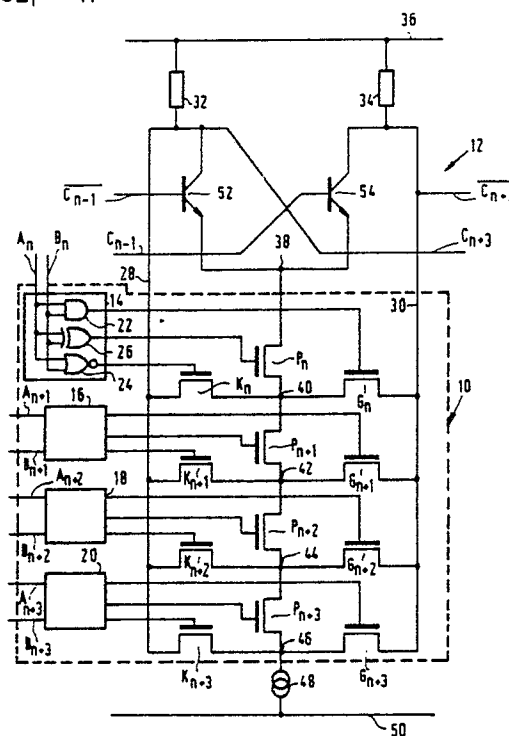 36
32
34
12
52
54
C̅n-1
C̅n+
An
Bn
Cn-1
Cn+3
28
38
30
14
22
26
24
Pn
Kn
40
Gn
10
An+1
16
Bn+1
Pn+1
K'n+1
42
G'n+1
An+2
18
Bn+2
Pn+2
K'n+2
44
G'n+2
An+3
20
Bn+3
Pn+3
46
Kn+3
Gn+3
48
50